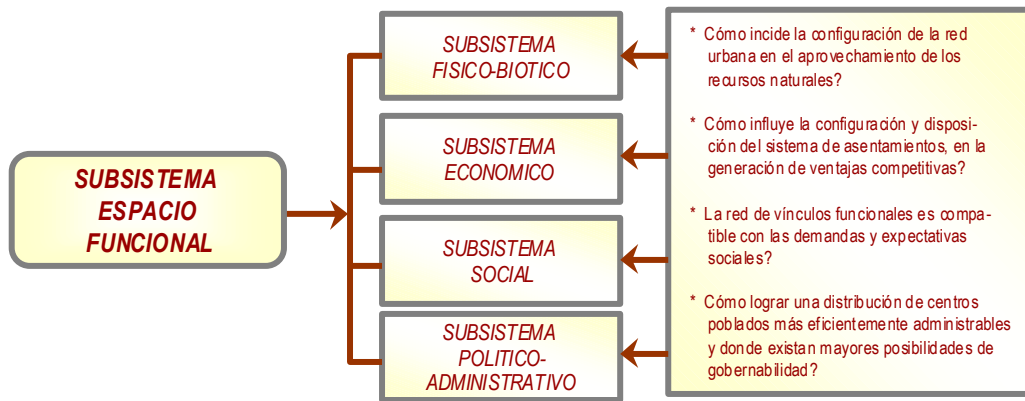 SUBSISTEMA
ESPACIO
FUNCIONAL
SUBSISTEMA
FISICO-BIOTICO
SUBSISTEMA
ECONOMICO
SUBSISTEMA
SOCIAL
SUBSISTEMA
POLITICO-
ADMINISTRATIVO
* Cómo incide la configuración de la red
urbana en el aprovechamiento de los
recursos naturales?
* Cómo influye la configuración y disposi-
ción del sistema de asentamientos, en la
generación de ventajas competitivas?
* La red de vínculos funcionales es compa-
tible con las demandas y expectativas
sociales?
* Cómo lograr una distribución de centros
poblados más eficientemente administrables
y donde existan mayores posibilidades de
gobernabilidad?